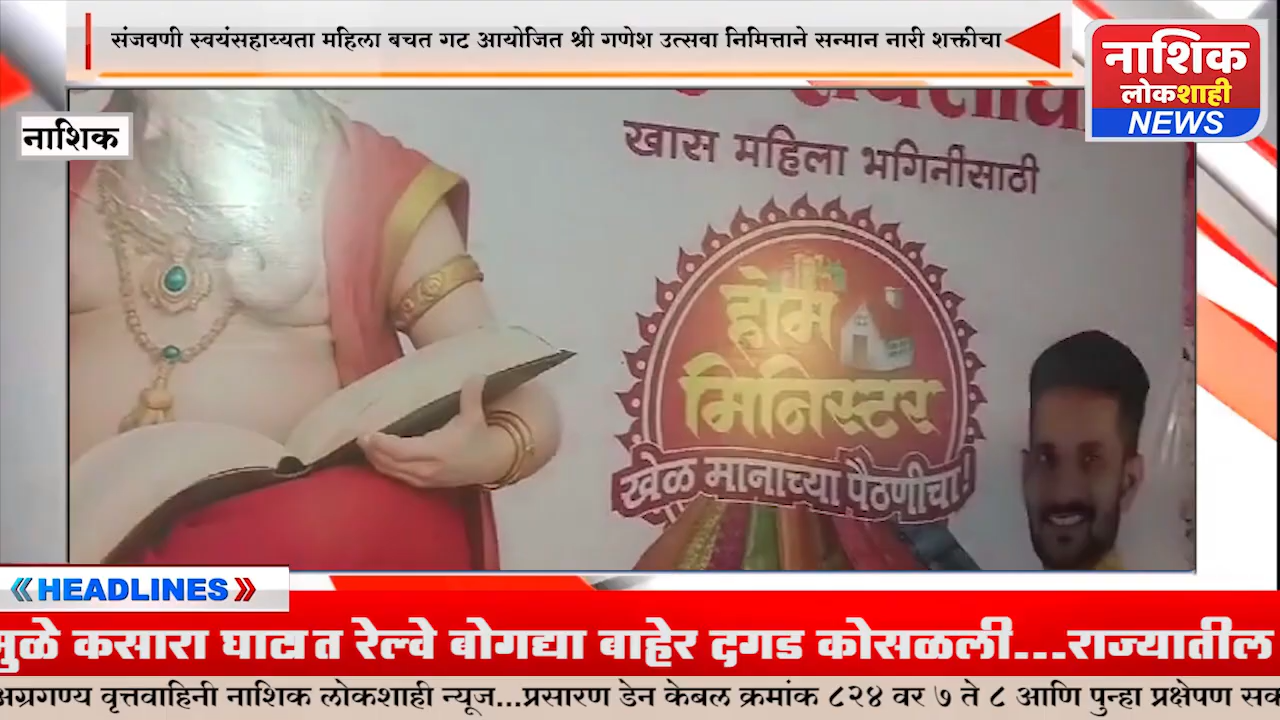 संजवणी स्वयंसहाय्यता महिला बचत गट आयोजित श्री गणेश उत्सवा निमित्ताने सन्मान नारी शक्तीचा
नाशिक
लोकशाही
NEWS
नाशिक
खास महिला भगिनींसाठी
होम
मिनिस्टर
खेळ मानाच्या पैठणीचा!
HEADLINES
कसारा घाटात रेल्वे बोगद्या बाहेर दगड कोसळली...राज्यातील
अग्रगण्य वृत्तवाहिनी नाशिक लोकशाही न्यूज...प्रसारण डेन केबल क्रमांक ८२४ वर ७ ते ८ आणि पुन्हा प्रक्षेपण